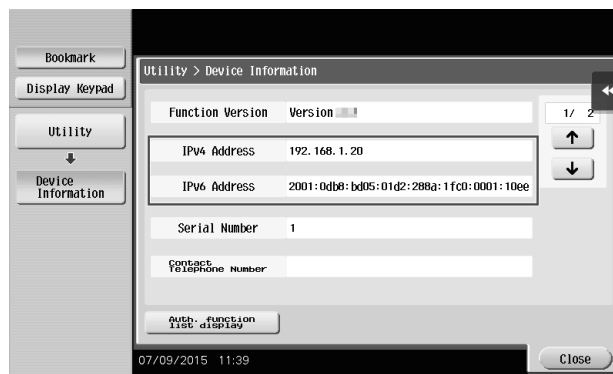 Bookmark
Display Keypad
Utility
Device
Information
Utility > Device Information
Function Version Version
1/ 2
IPv4 Address 192.168.1.20
IPv6 Address 2001:0db8:bd05:01d2:288a:1fc0:0001:10ee
Serial Number 1
Contact
Telephone Number
Auth. function
list display
07/09/2015 11:39
Close